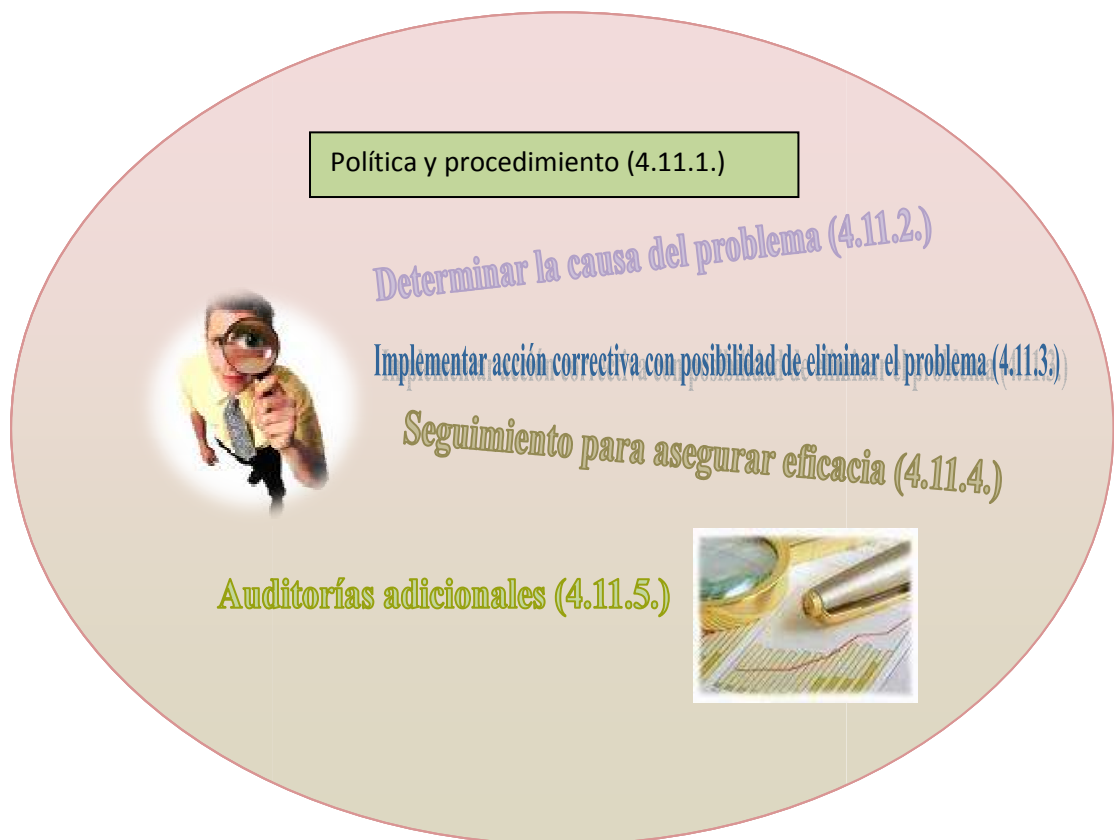 Política y procedimiento (4.11.1.)
Determinar la causa del problema (4.11.2.)
Implementar acción correctiva con posibilidad de eliminar el problema (4.11.3.)
Seguimiento para asegurar eficacia (4.11.4.)
Auditorías adicionales (4.11.5.)